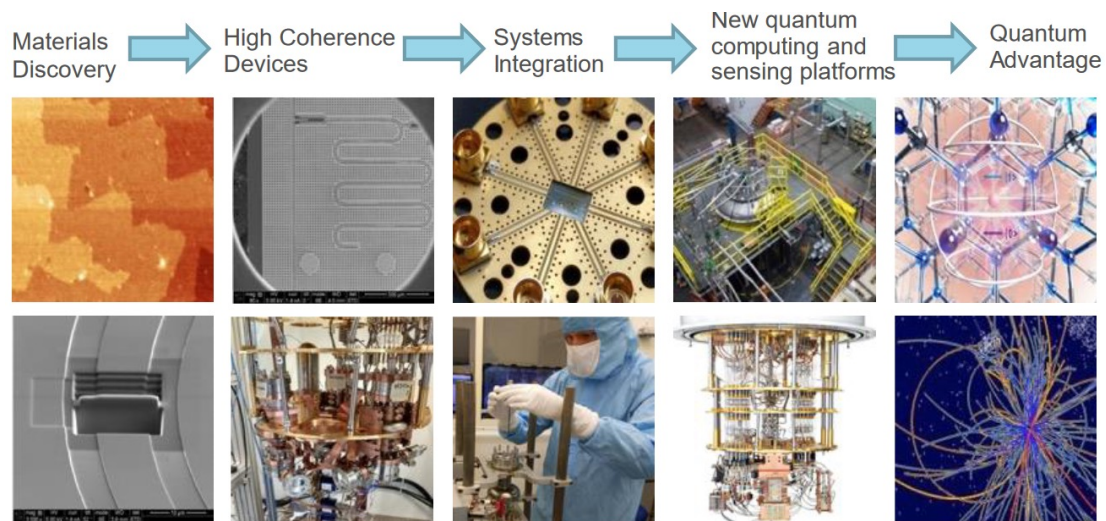 Materials
Discovery
High Coherence
Devices
Systems
Integration
New quantum
computing and
sensing platforms
Quantum
Advantage